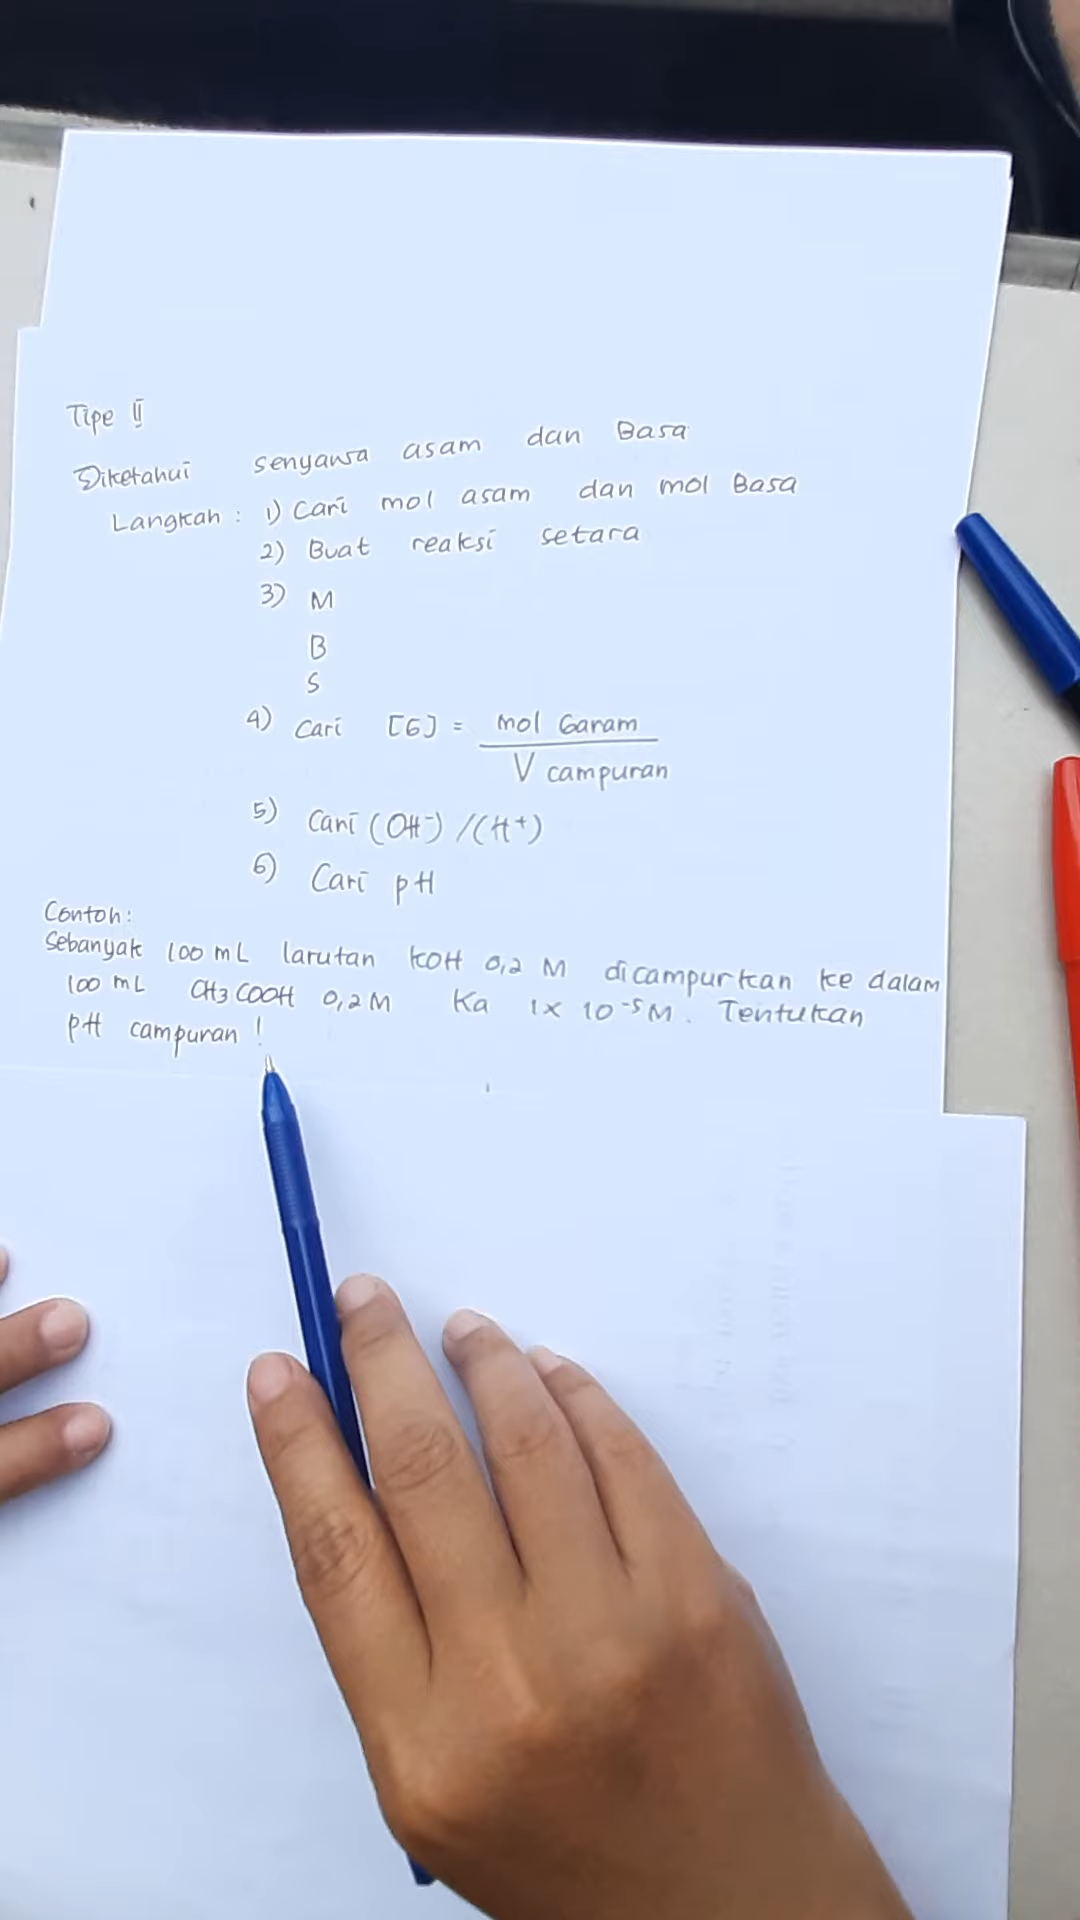 Tipe II
Diketahui senyawa asam dan Basa
Langkah : 1) Cari mol asam dan mol Basa
2) Buat reaksi setara
3) M
B
S
4) Cari [G] = mol Garam
V campuran
5) Cari (OH-) / (H+)
6) Cari pH
Contoh:
Sebanyak 100 mL larutan KOH 0,2 M dicampurkan ke dalam
100 mL CH3COOH 0,2 M Ka 1x 10-5 M. Tentukan
pH campuran !